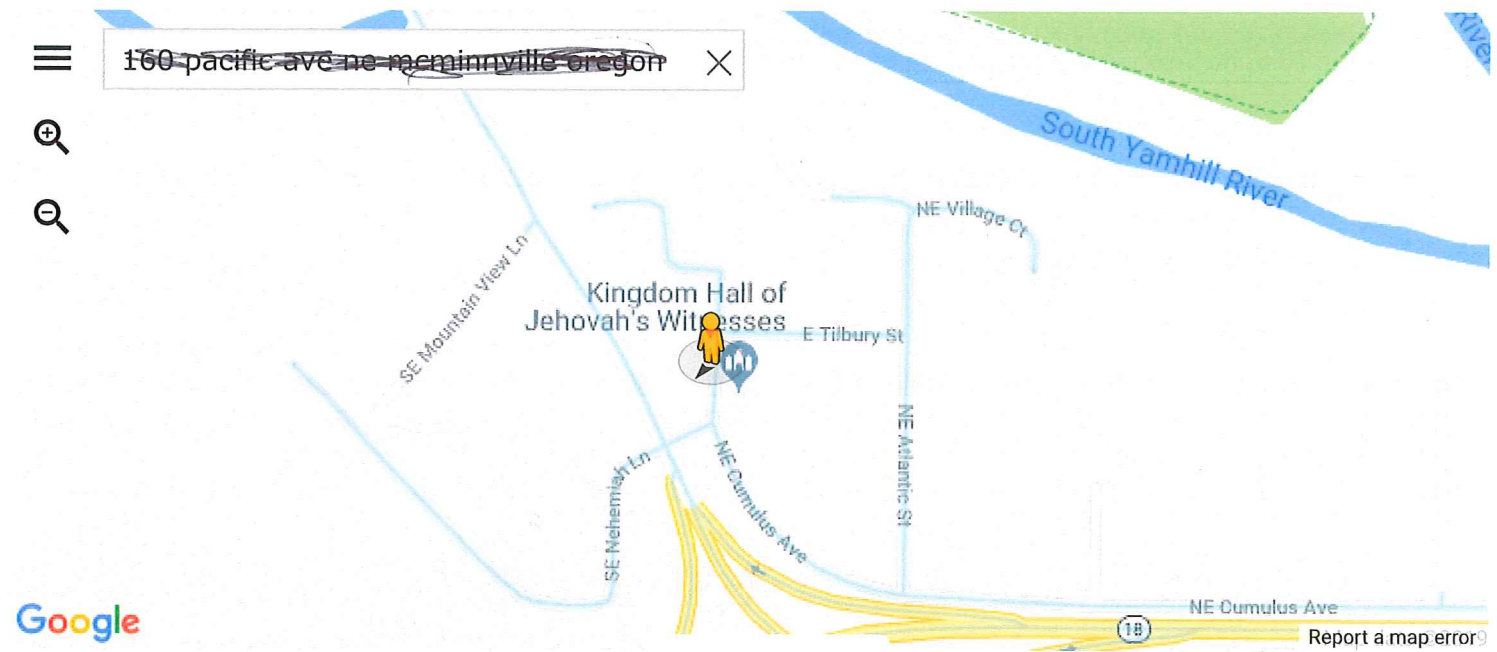 160 pacific ave ne mcminnville oregon
South Yamhill River
River
NE Village Ct
SE Mountain View Ln
Kingdom Hall of
Jehovah's Witnesses
E Tilbury St
NE Atlantic St
SE Nehemiah Ln
NE Cumulus Ave
NE Cumulus Ave
18
Google
Report a map error